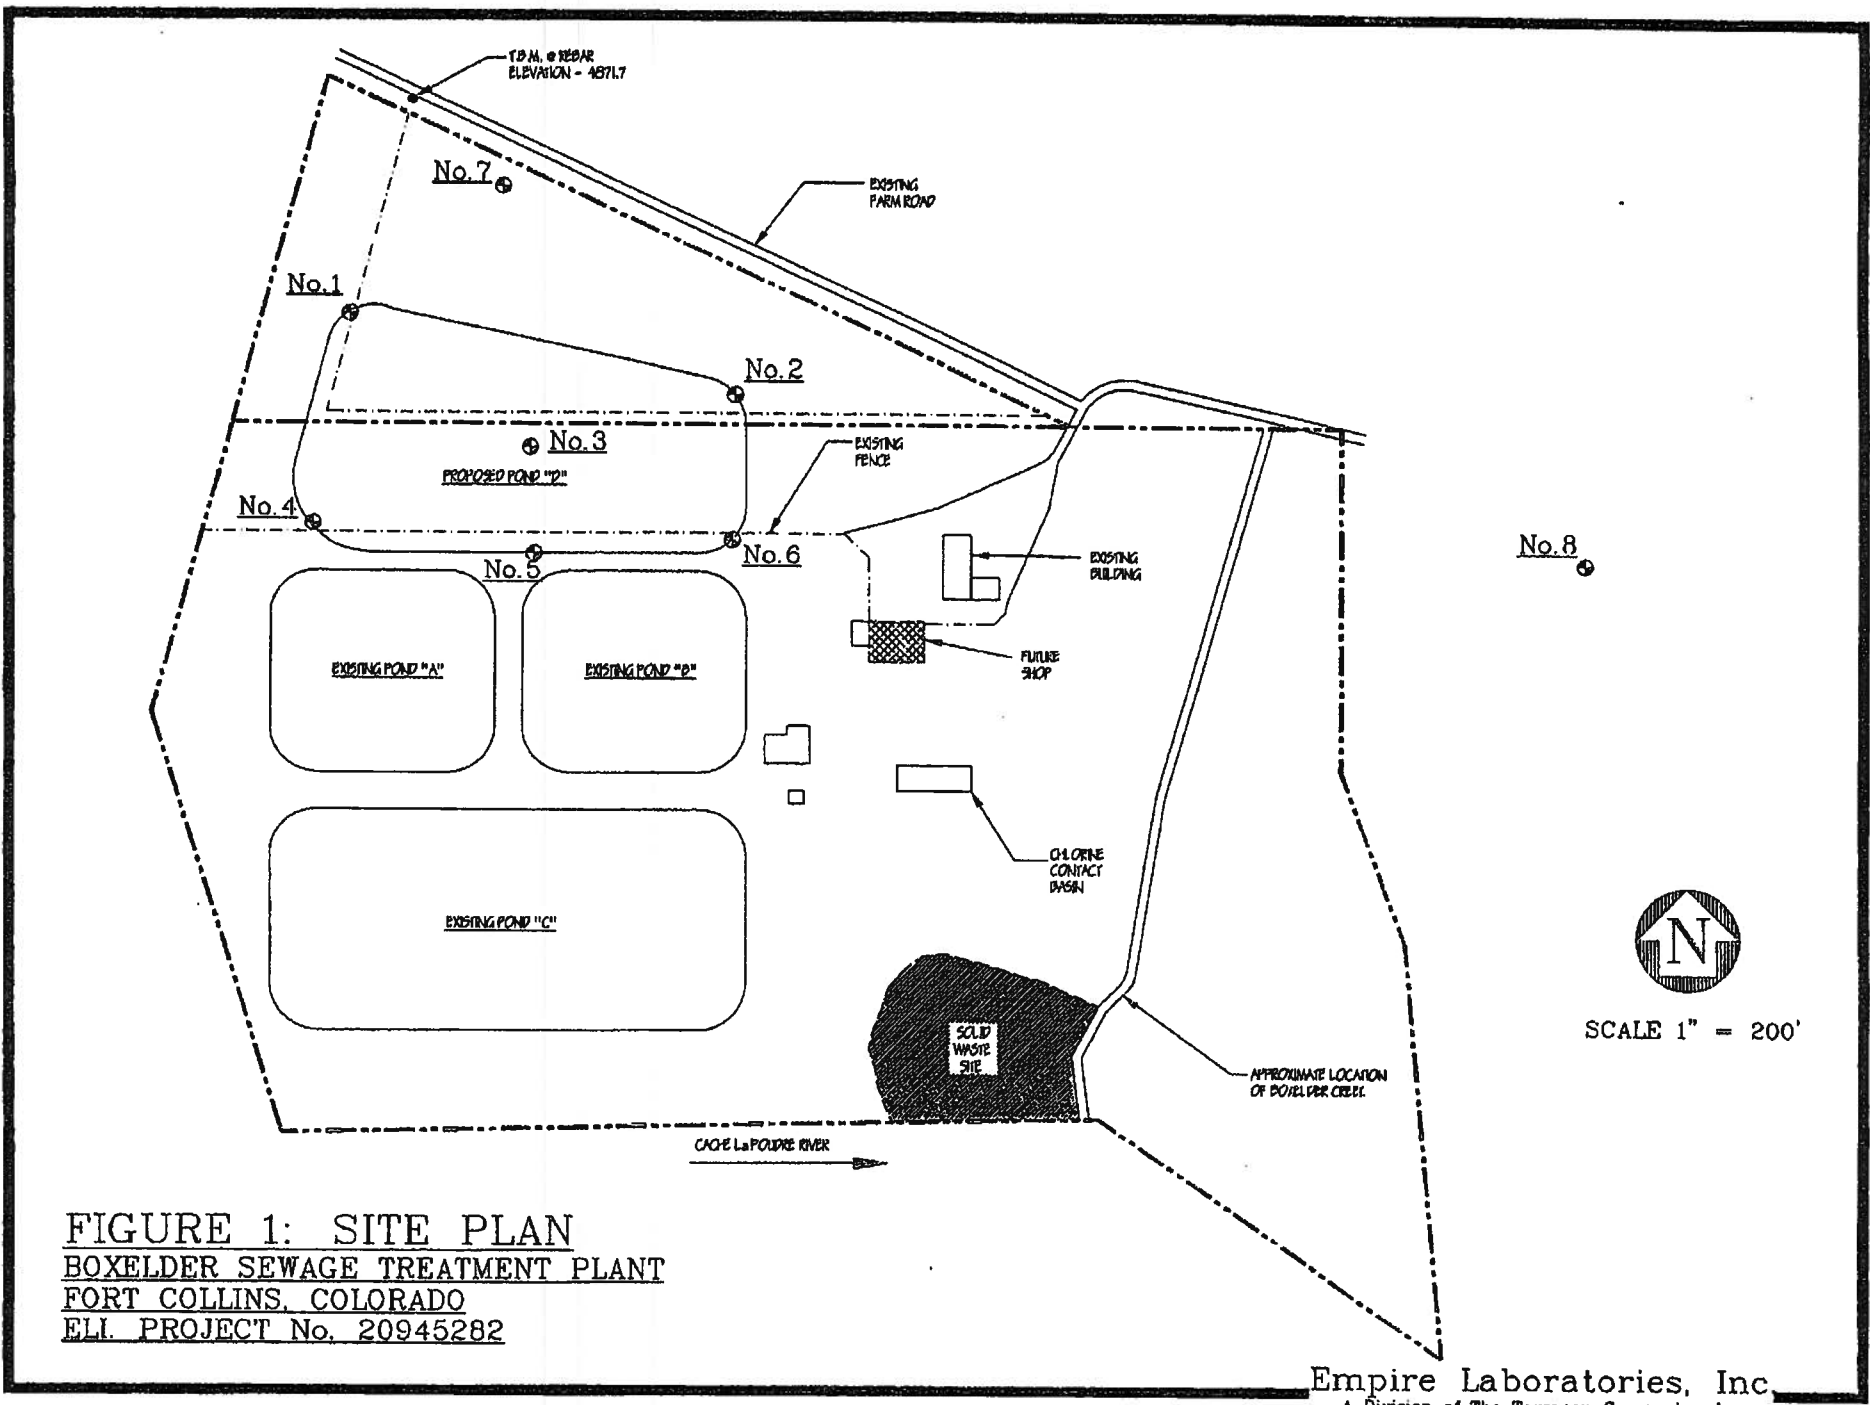 T.B.M. @ REBAR
ELEVATION - 4871.7
No.7
EXISTING
FARM ROAD
No.1
No.2
No.3
EXISTING
FENCE
PROPOSED POND "D"
No.4
No.5
No.6
EXISTING
BUILDING
No.8
FUTURE
SHOP
EXISTING POND "A"
EXISTING POND "B"
CHLORINE
CONTACT
BASIN
EXISTING POND "C"
N
SCALE 1" = 200'
SOLID
WASTE
SITE
APPROXIMATE LOCATION
OF BOXELDER CREEK
CACHE La POUDRE RIVER
FIGURE 1: SITE PLAN
BOXELDER SEWAGE TREATMENT PLANT
FORT COLLINS, COLORADO
ELI. PROJECT No. 20945282
Empire Laboratories, Inc.
A Division of The